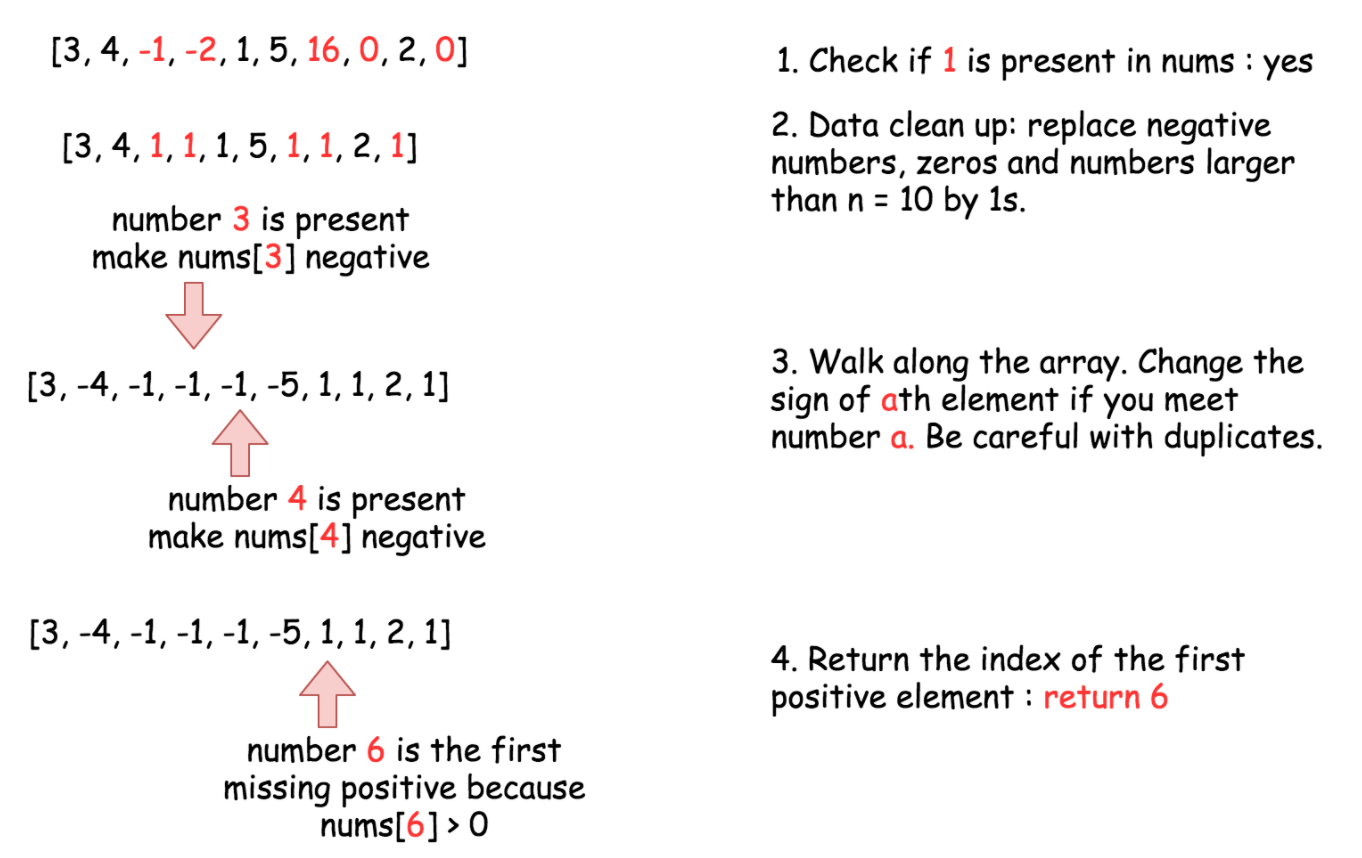 [3, 4, -1, -2, 1, 5, 16, 0, 2, 0]
1. Check if 1 is present in nums : yes
[3, 4, 1, 1, 1, 5, 1, 1, 2, 1]
2. Data clean up: replace negative
numbers, zeros and numbers larger
than n = 10 by 1s.
number 3 is present
make nums[3] negative
[3, -4, -1, -1, -1, -5, 1, 1, 2, 1]
number 4 is present
make nums[4] negative
3. Walk along the array. Change the
sign of ath element if you meet
number a. Be careful with duplicates.
[3, -4, -1, -1, -1, -5, 1, 1, 2, 1]
number 6 is the first
missing positive because
nums[6] > 0
4. Return the index of the first
positive element : return 6